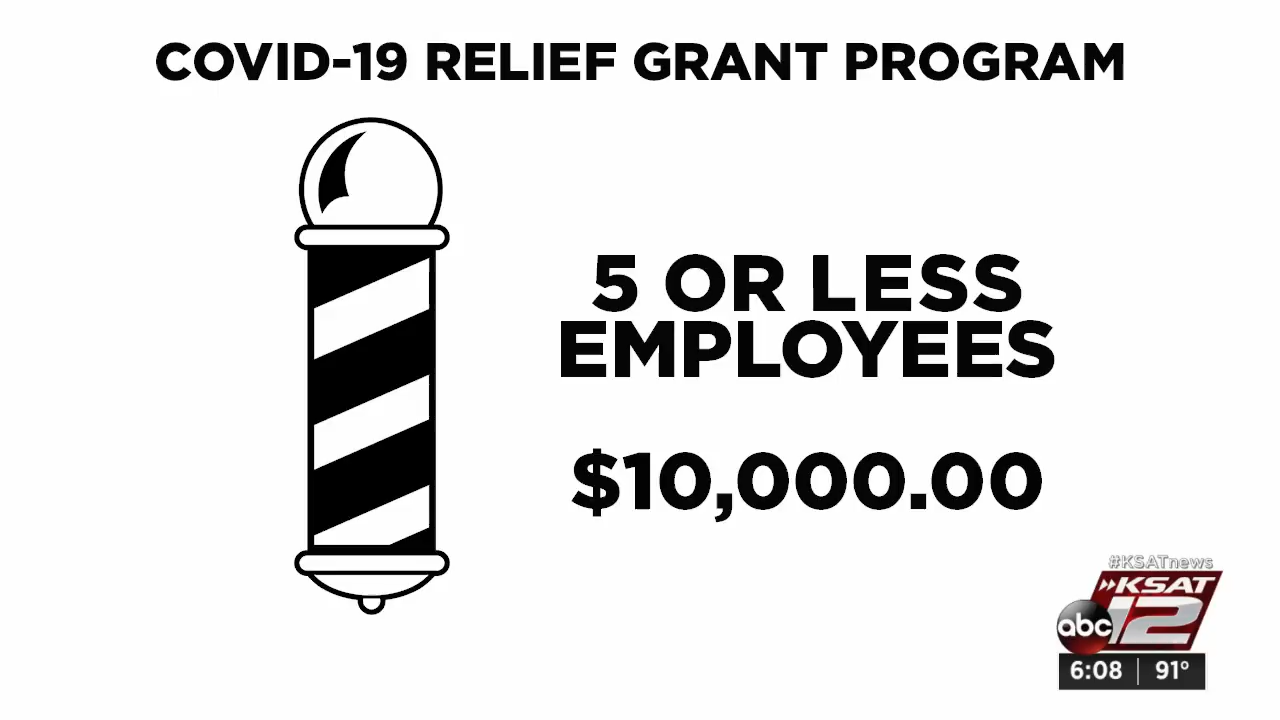 COVID-19 RELIEF GRANT PROGRAM
5 OR LESS
EMPLOYEES
$10,000.00
#KSATnews
KSAT
abc 12
6:08 | 91°